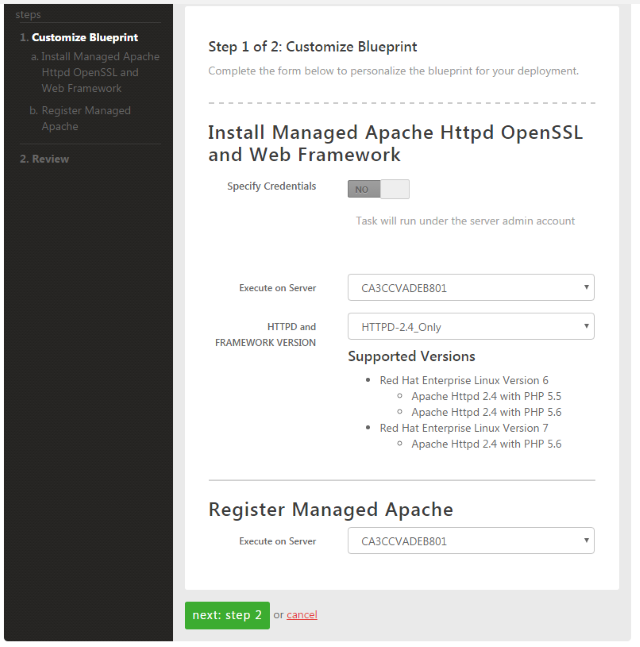 steps
1. Customize Blueprint
a. Install Managed Apache
Httpd OpenSSL and
Web Framework
b. Register Managed
Apache
2. Review
Step 1 of 2: Customize Blueprint
Complete the form below to personalize the blueprint for your deployment.
Install Managed Apache Httpd OpenSSL
and Web Framework
Specify Credentials
NO
Task will run under the server admin account
Execute on Server
CA3CCVADEB801
HTTPD and
FRAMEWORK VERSION
HTTPD-2.4_Only
Supported Versions
Red Hat Enterprise Linux Version 6
Apache Httpd 2.4 with PHP 5.5
Apache Httpd 2.4 with PHP 5.6
Red Hat Enterprise Linux Version 7
Apache Httpd 2.4 with PHP 5.6
Register Managed Apache
Execute on Server
CA3CCVADEB801
next: step 2 or cancel